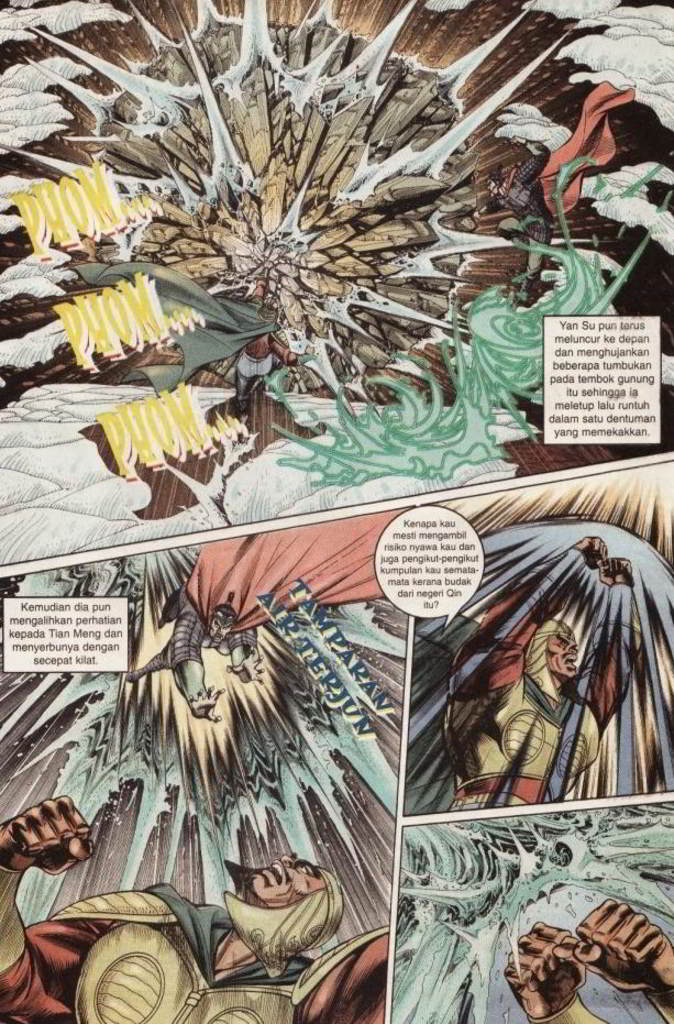 PHOM...
PHOM...
PHOM...
Yan Su pun terus
meluncur ke depan
dan menghujankan
beberapa tumbukan
pada tembok gunung
itu sehingga ia
meletup lalu runtuh
dalam satu dentuman
yang memekakkan.
Kemudian dia pun
mengalihkan perhatian
kepada Tian Meng dan
menyerbunya dengan
secepat kilat.
TAMPARAN
AIR TERJUN
Kenapa kau
mesti mengambil
risiko nyawa kau dan
juga pengikut-pengikut
kumpulan kau semata-
mata kerana budak
dari negeri Qin
itu?